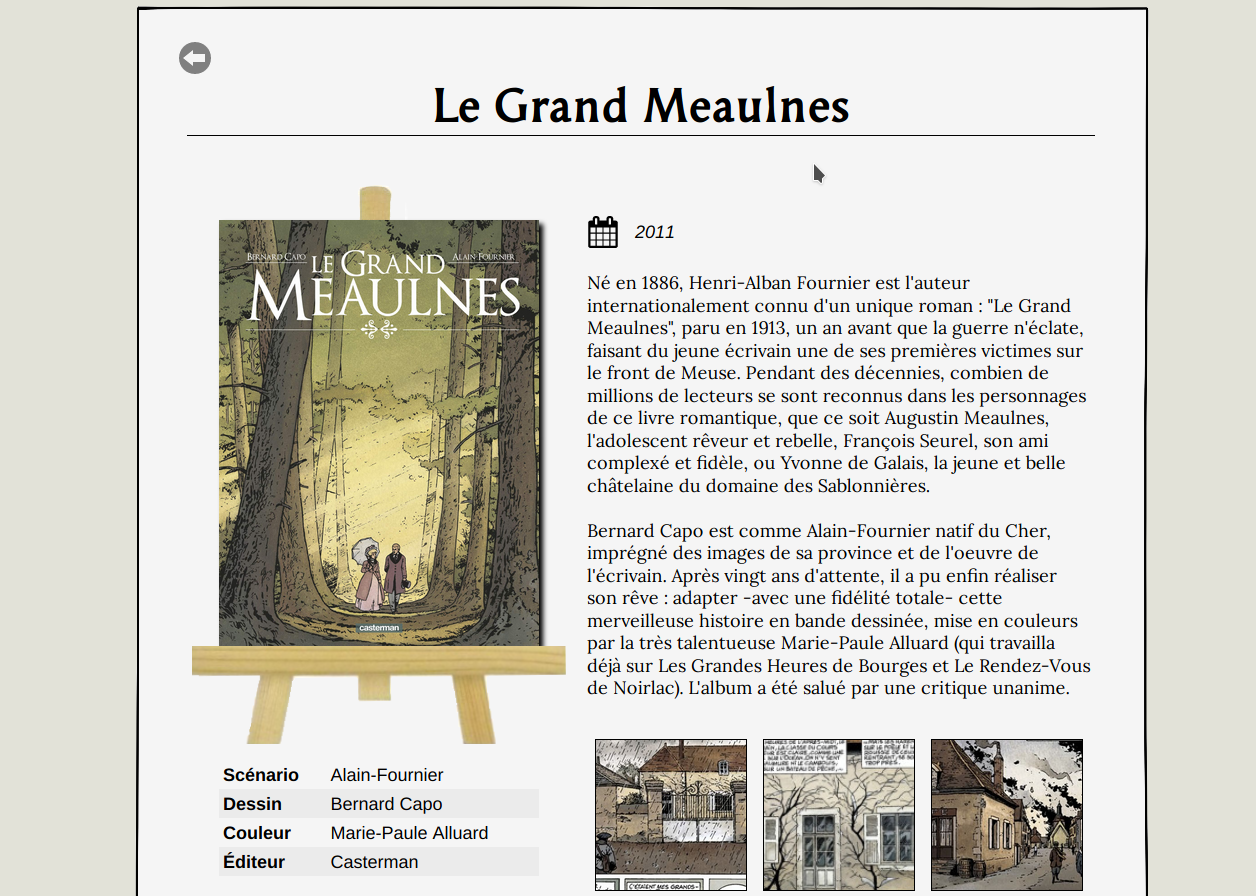 Le Grand Meaulnes
BERNARD CAPO
ALAIN FOURNIER
LE GRAND
MEAULNES
casterman
2011
Né en 1886, Henri-Alban Fournier est l'auteur
internationalement connu d'un unique roman : "Le Grand
Meaulnes", paru en 1913, un an avant que la guerre n'éclate,
faisant du jeune écrivain une de ses premières victimes sur
le front de Meuse. Pendant des décennies, combien de
millions de lecteurs se sont reconnus dans les personnages
de ce livre romantique, que ce soit Augustin Meaulnes,
l'adolescent rêveur et rebelle, François Seurel, son ami
complexé et fidèle, ou Yvonne de Galais, la jeune et belle
châtelaine du domaine des Sablonnières.
Bernard Capo est comme Alain-Fournier natif du Cher,
imprégné des images de sa province et de l'oeuvre de
l'écrivain. Après vingt ans d'attente, il a pu enfin réaliser
son rêve : adapter -avec une fidélité totale- cette
merveilleuse histoire en bande dessinée, mise en couleurs
par la très talentueuse Marie-Paule Alluard (qui travailla
déjà sur Les Grandes Heures de Bourges et Le Rendez-Vous
de Noirlac). L'album a été salué par une critique unanime.
Scénario Alain-Fournier
Dessin Bernard Capo
Couleur Marie-Paule Alluard
Éditeur Casterman
C'ÉTAIENT MES GRANDS-